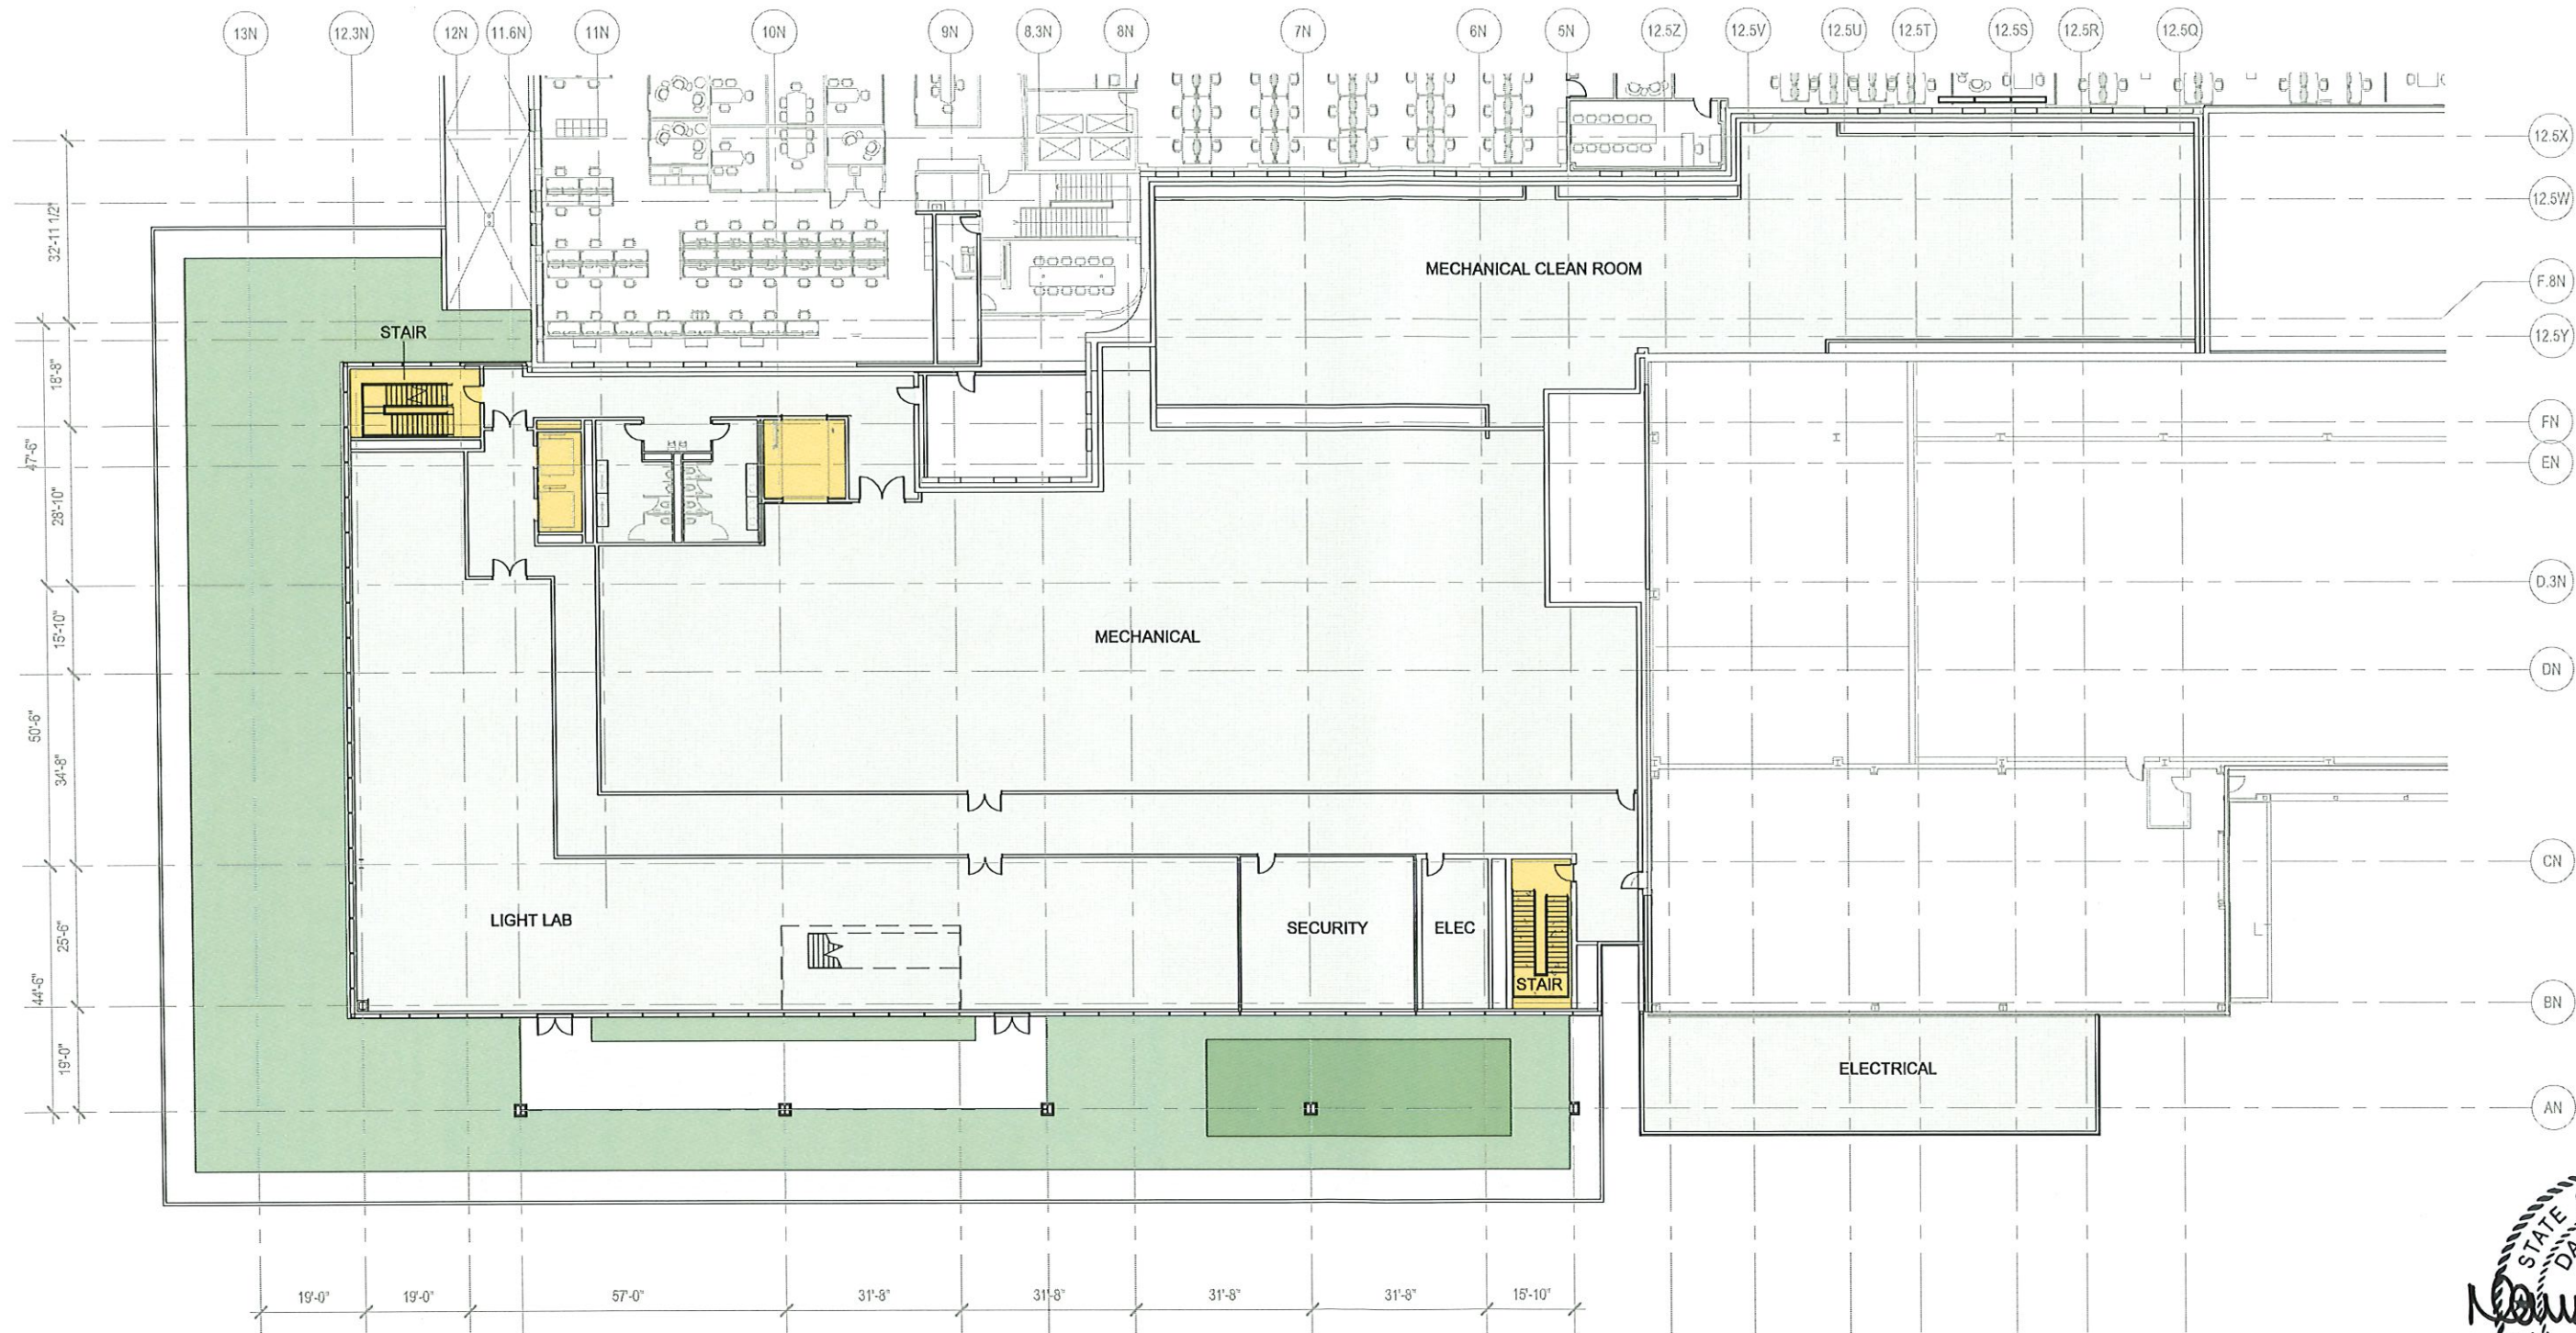 13N
12.3N
12N
11.6N
11N
10N
9N
8.3N
8N
7N
6N
5N
12.5Z
12.5V
12.5U
12.5T
12.5S
12.5R
12.5Q
12.5X
12.5W
F.8N
12.5Y
FN
EN
D.3N
DN
CN
BN
AN
32'-11 1/2"
18'-8"
47'-6"
28'-10"
15'-10"
50'-6"
34'-8"
25'-6"
44'-6"
19'-0"
STAIR
MECHANICAL CLEAN ROOM
MECHANICAL
LIGHT LAB
SECURITY
ELEC
STAIR
ELECTRICAL
19'-0"
19'-0"
57'-0"
31'-8"
31'-8"
31'-8"
31'-8"
15'-10"
STATE